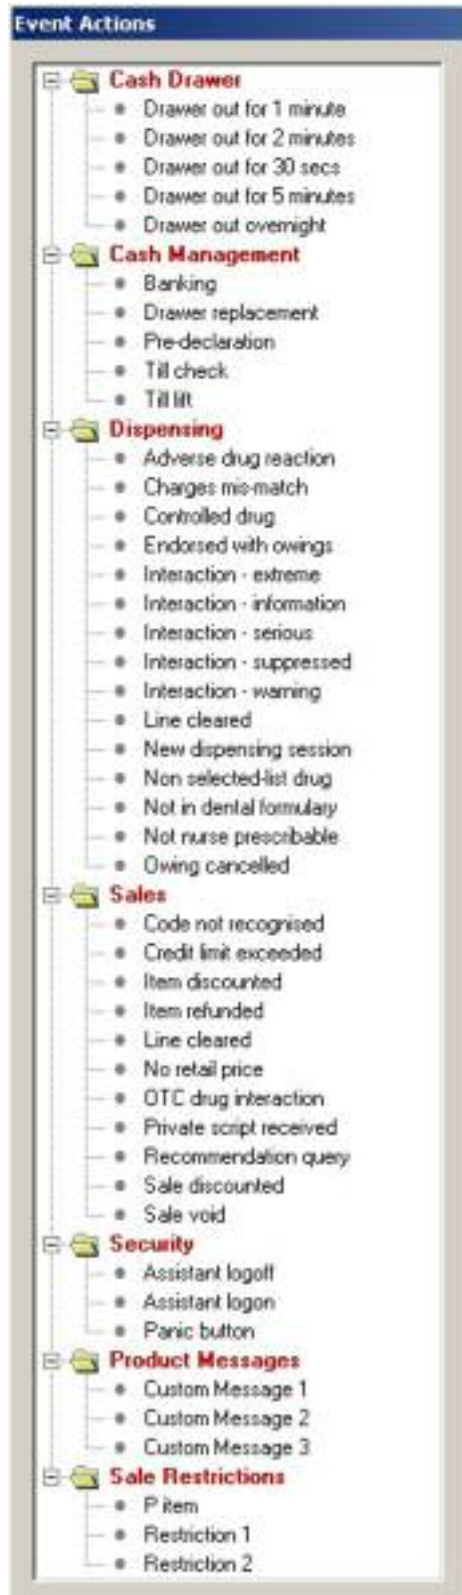 Event Actions
Cash Drawer
Drawer out for 1 minute
Drawer out for 2 minutes
Drawer out for 30 secs
Drawer out for 5 minutes
Drawer out overnight
Cash Management
Banking
Drawer replacement
Pre-declaration
Till check
Till lift
Dispensing
Adverse drug reaction
Charges mis-match
Controlled drug
Endorsed with owings
Interaction - extreme
Interaction - information
Interaction - serious
Interaction - suppressed
Interaction - warning
Line cleared
New dispensing session
Non selected-list drug
Not in dental formulary
Not nurse prescribable
Owing cancelled
Sales
Code not recognised
Credit limit exceeded
Item discounted
Item refunded
Line cleared
No retail price
OTC drug interaction
Private script received
Recommendation query
Sale discounted
Sale void
Security
Assistant logoff
Assistant logon
Panic button
Product Messages
Custom Message 1
Custom Message 2
Custom Message 3
Sale Restrictions
P item
Restriction 1
Restriction 2